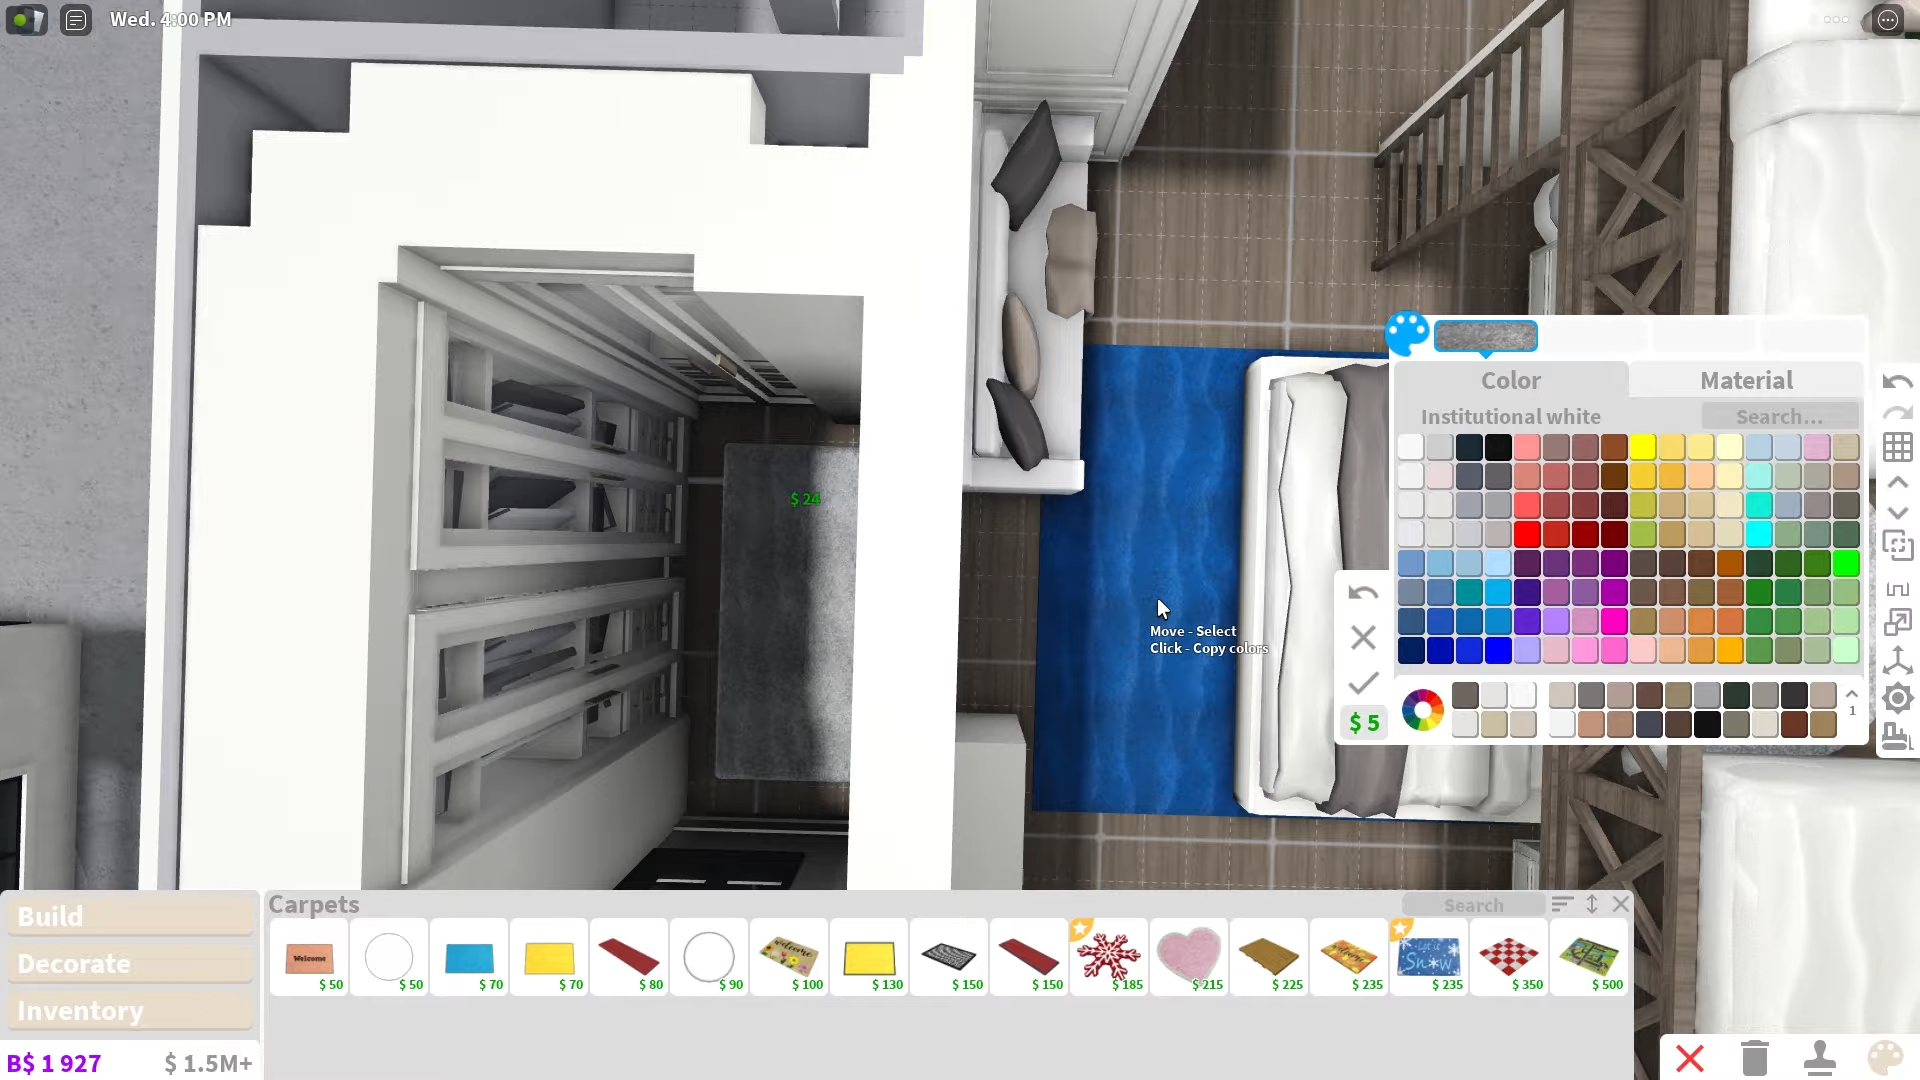 Wed. 4:00 PM
$ 24
Move - Select
Click - Copy colors
Color
Material
Institutional white
Search...
$ 5
1
Build
Decorate
Inventory
B$ 1 927
$ 1.5M+
Carpets
Search
Welcome
welcome
Let it
Snow
$ 50
$ 50
$ 70
$ 70
$ 80
$ 90
$ 100
$ 130
$ 150
$ 150
$ 185
$ 215
$ 225
$ 235
$ 235
$ 350
$ 500